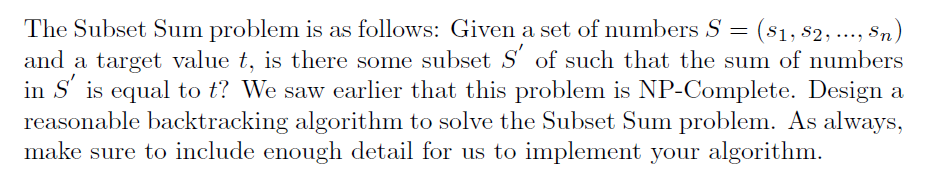 The Subset Sum problem is as follows: Given a set of numbers S = (s₁, s₂, ..., sₙ)
and a target value t, is there some subset S′ of such that the sum of numbers
in S′ is equal to t? We saw earlier that this problem is NP-Complete. Design a
reasonable backtracking algorithm to solve the Subset Sum problem. As always,
make sure to include enough detail for us to implement your algorithm.